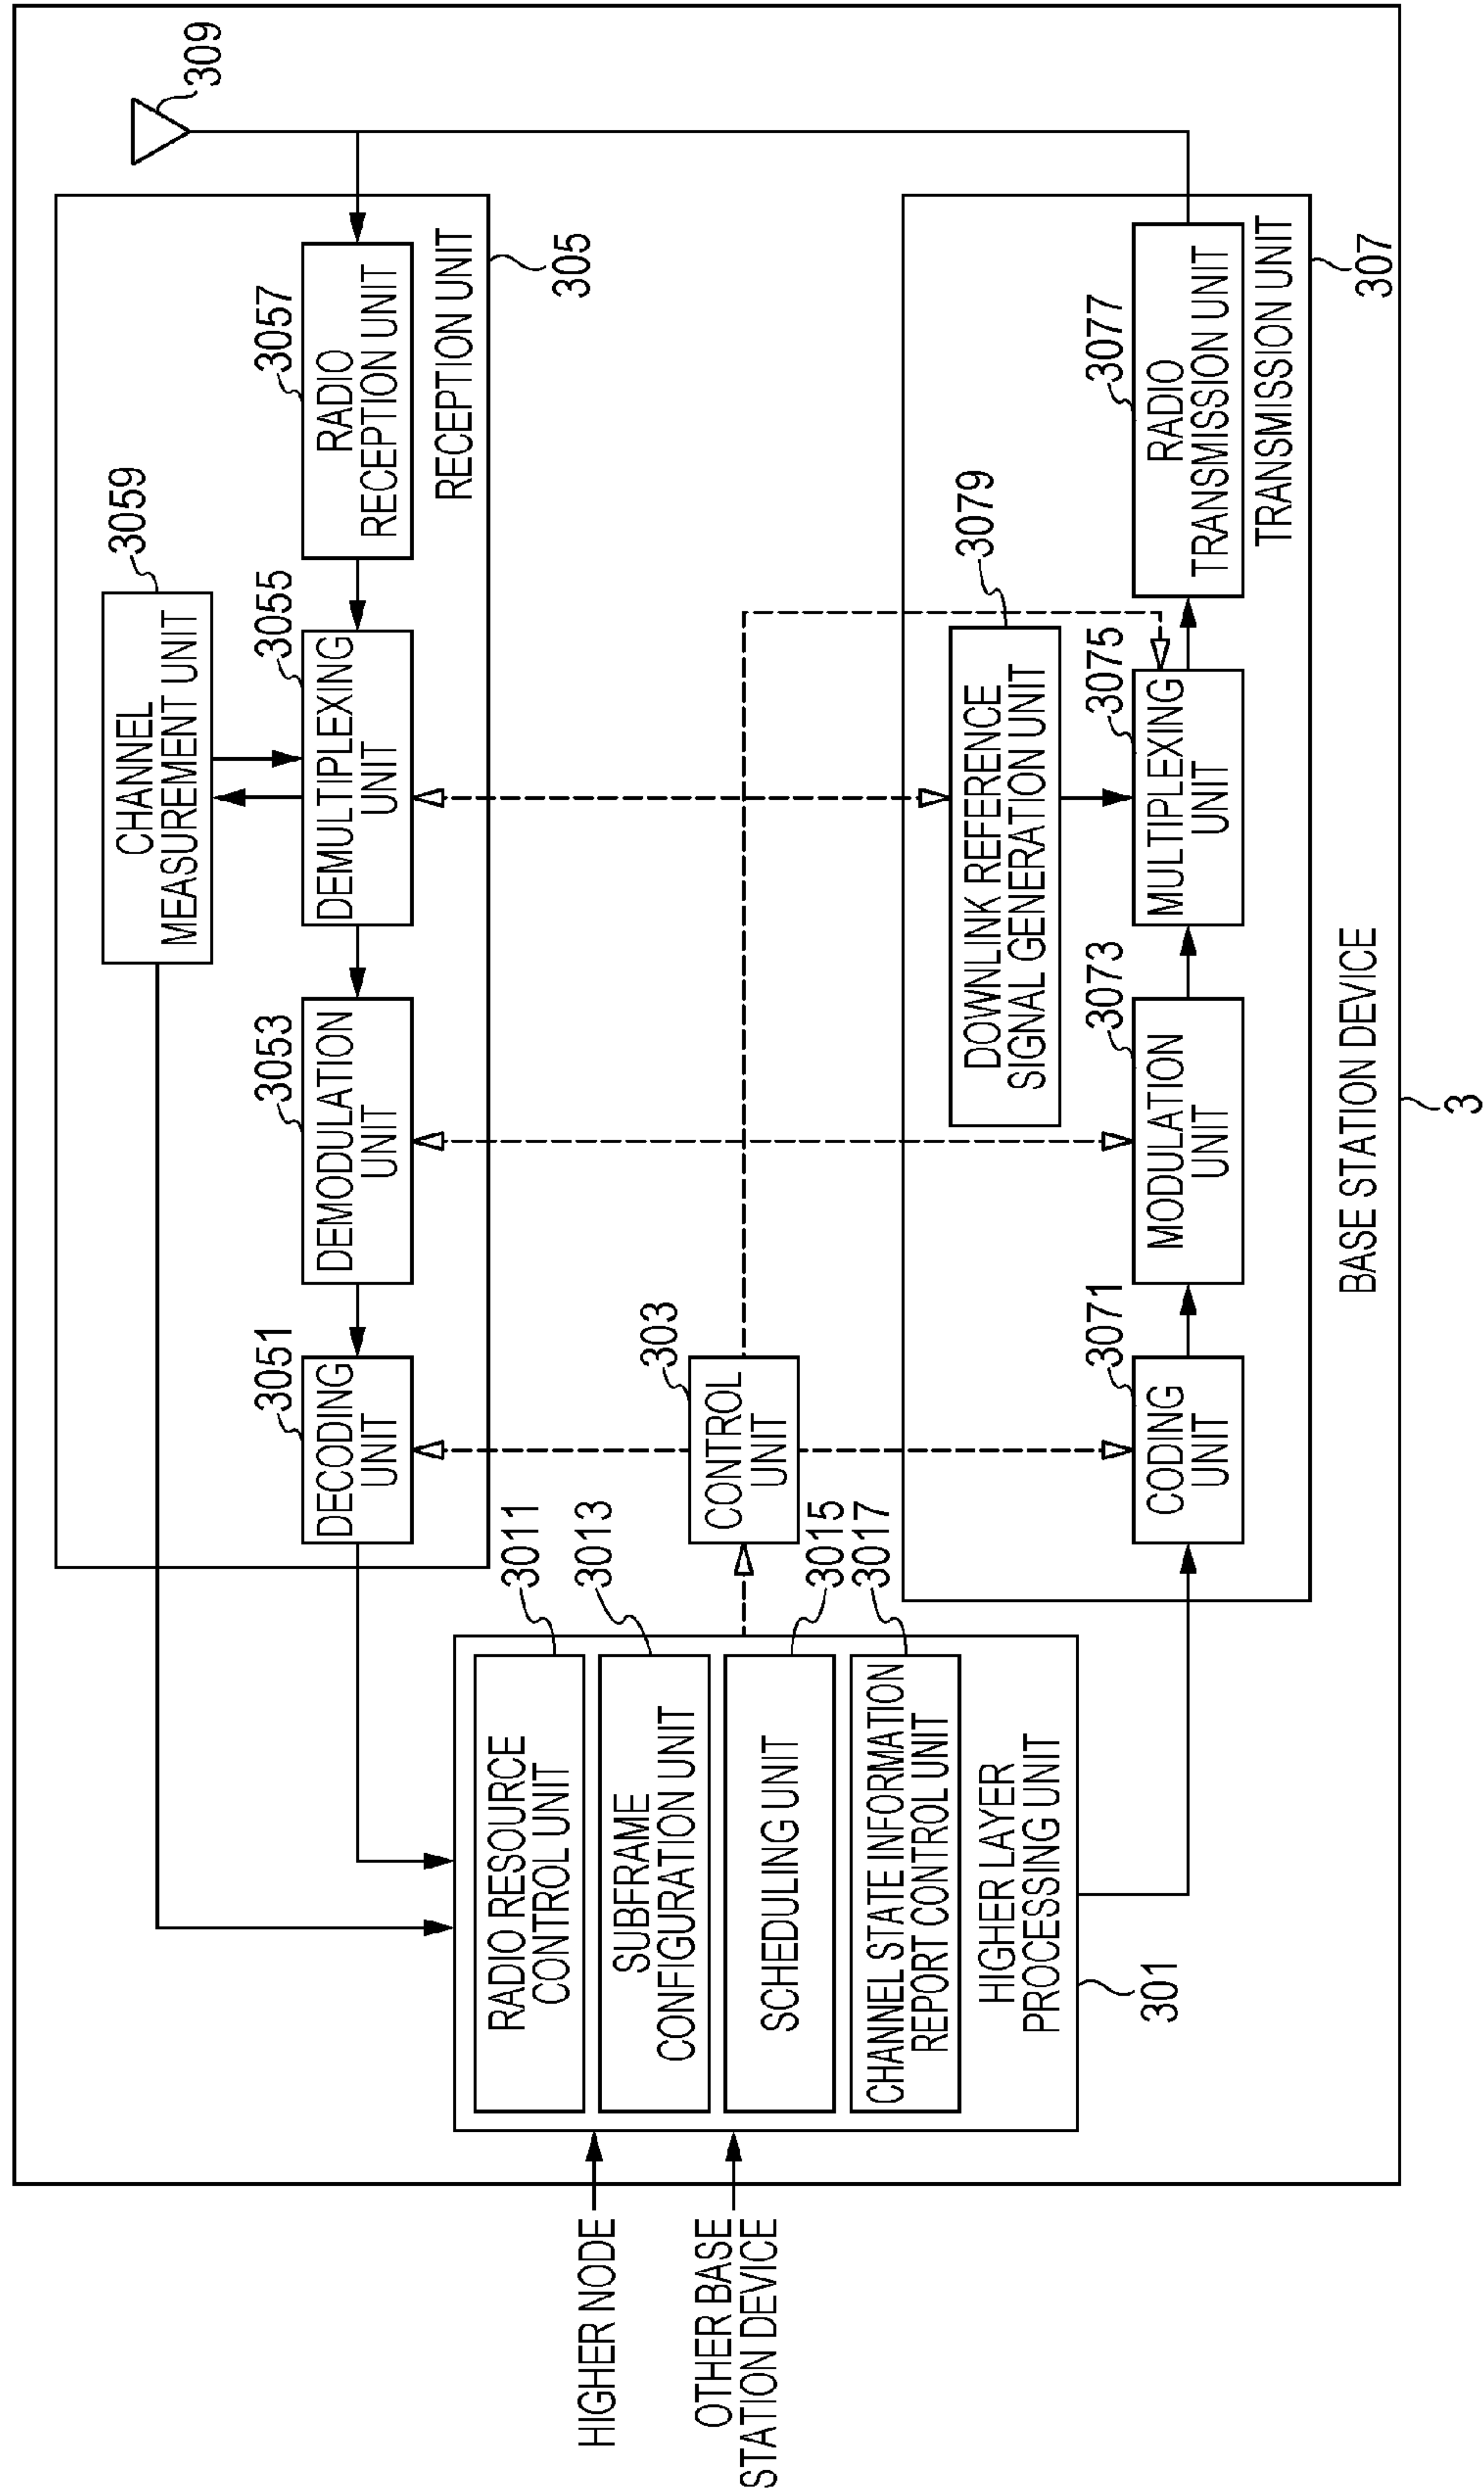 309
3059
CHANNEL
MEASUREMENT UNIT
3051
DECODING
UNIT
3053
DEMODULATION
UNIT
3055
DEMULTIPLEXING
UNIT
3057
RADIO
RECEPTION UNIT
RECEPTION UNIT
305
HIGHER NODE
OTHER BASE
STATION DEVICE
3011
RADIO RESOURCE
CONTROL UNIT
3013
SUBFRAME
CONFIGURATION UNIT
3015
SCHEDULING UNIT
3017
CHANNEL STATE INFORMATION
REPORT CONTROL UNIT
HIGHER LAYER
PROCESSING UNIT
301
303
CONTROL
UNIT
3079
DOWNLINK REFERENCE
SIGNAL GENERATION UNIT
3071
CODING
UNIT
3073
MODULATION
UNIT
3075
MULTIPLEXING
UNIT
3077
RADIO
TRANSMISSION UNIT
TRANSMISSION UNIT
307
BASE STATION DEVICE
3